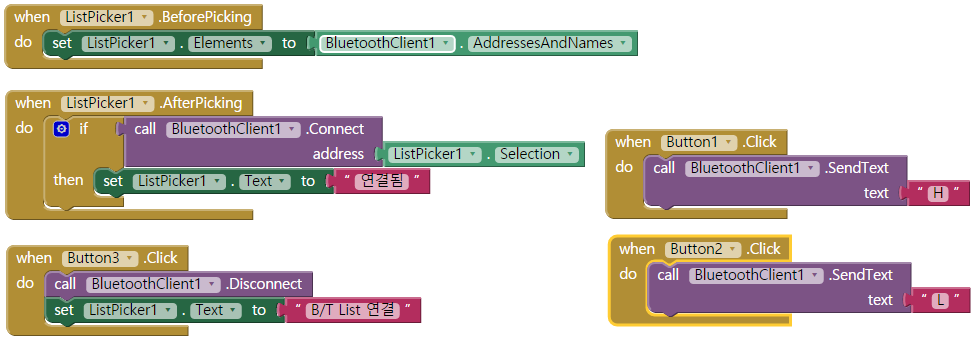 when ListPicker1 .BeforePicking
do set ListPicker1 . Elements to BluetoothClient1 . AddressesAndNames
when ListPicker1 .AfterPicking
do if call BluetoothClient1 .Connect
address ListPicker1 . Selection
then set ListPicker1 . Text to " 연결됨 "
when Button3 .Click
do call BluetoothClient1 .Disconnect
set ListPicker1 . Text to " B/T List 연결 "
when Button1 .Click
do call BluetoothClient1 .SendText
text " H "
when Button2 .Click
do call BluetoothClient1 .SendText
text " L "